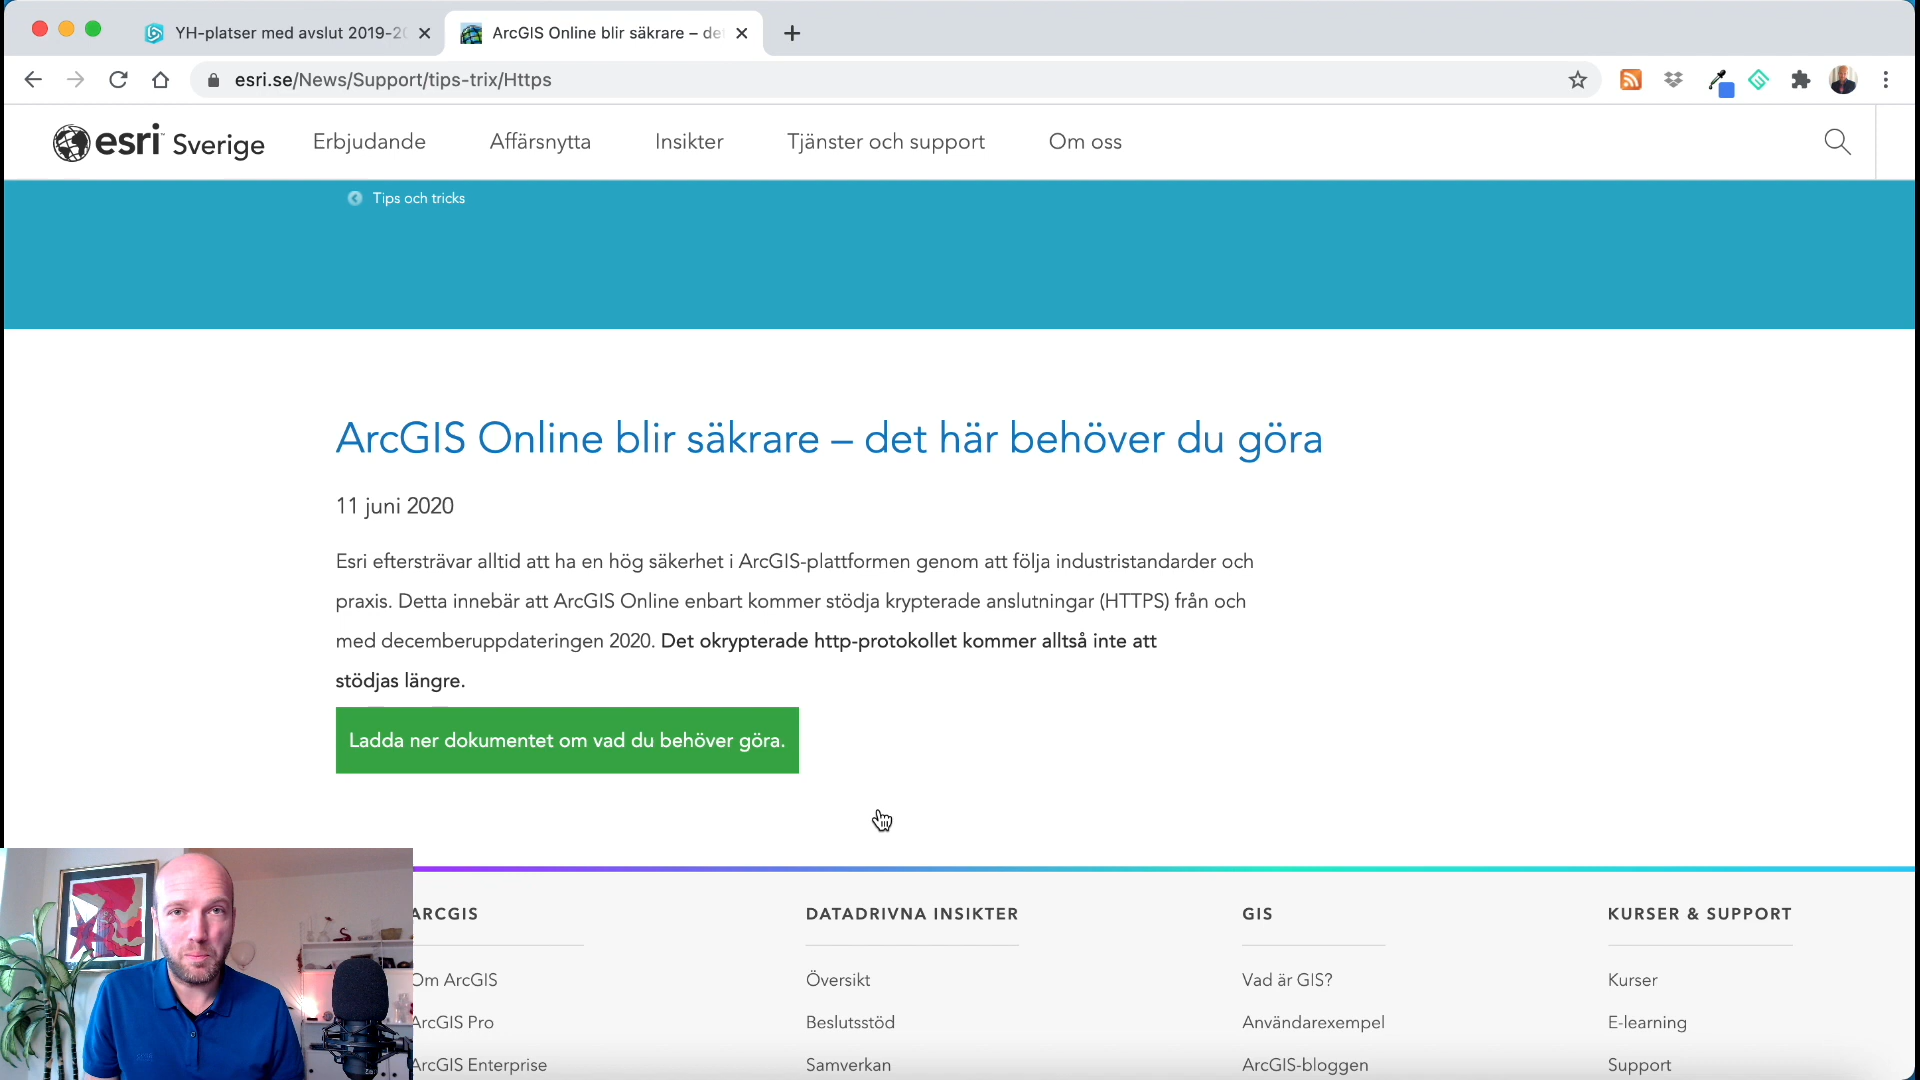 YH-platser med avslut 2019-20
ArcGIS Online blir säkrare – de
esri.se/News/Support/tips-trix/Https
esri Sverige
Erbjudande
Affärsnytta
Insikter
Tjänster och support
Om oss
Tips och tricks
ArcGIS Online blir säkrare – det här behöver du göra
11 juni 2020
Esri eftersträvar alltid att ha en hög säkerhet i ArcGIS-plattformen genom att följa industristandarder och
praxis. Detta innebär att ArcGIS Online enbart kommer stödja krypterade anslutningar (HTTPS) från och
med decemberuppdateringen 2020. Det okrypterade http-protokollet kommer alltså inte att
stödjas längre.
Ladda ner dokumentet om vad du behöver göra.
ARCGIS
Om ArcGIS
ArcGIS Pro
ArcGIS Enterprise
DATADRIVNA INSIKTER
Översikt
Beslutsstöd
Samverkan
GIS
Vad är GIS?
Användarexempel
ArcGIS-bloggen
KURSER & SUPPORT
Kurser
E-learning
Support